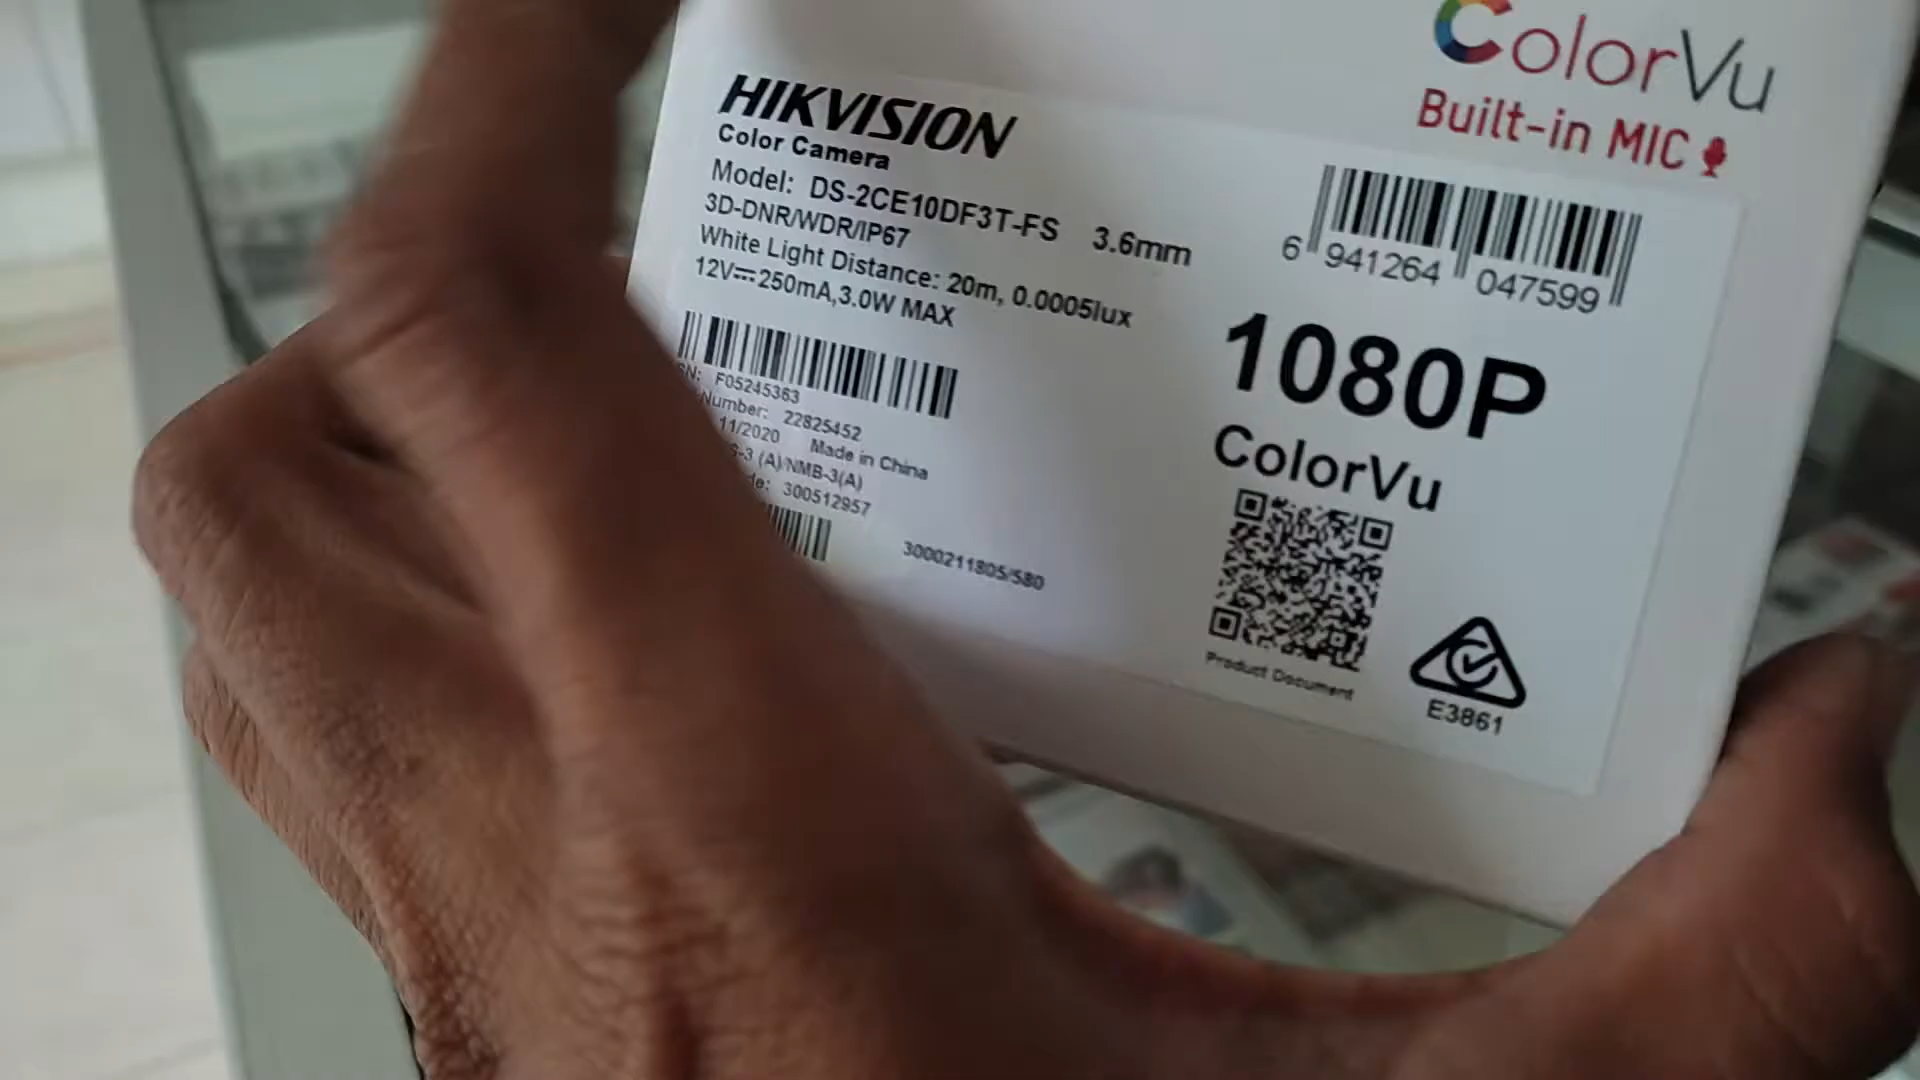 ColorVu
Built-in MIC
HIKVISION
Color Camera
Model: DS-2CE10DF3T-FS 3.6mm
3D-DNR/WDR/IP67
White Light Distance: 20m, 0.0005lux
12V⎓250mA,3.0W MAX
F05245363
Number: 22825452
11/2020 Made in China
-3 (A)/NMB-3(A)
300512957
3000211805/580
6 941264 047599
1080P
ColorVu
Product Document
E3861